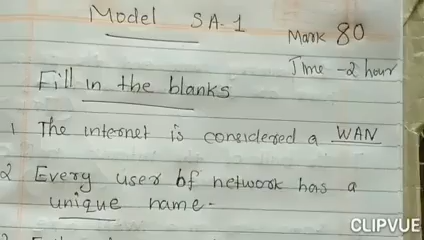 Model SA-1
Mark 80
Time -2 hour
Fill in the blanks
1 The internet is considered a WAN
2 Every user of network has a
unique name.
CLIPVUE